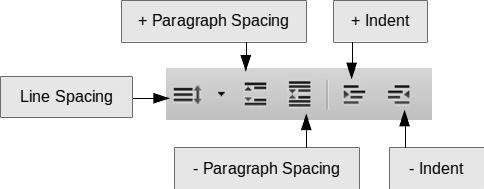 + Paragraph Spacing
+ Indent
Line Spacing
- Paragraph Spacing
- Indent